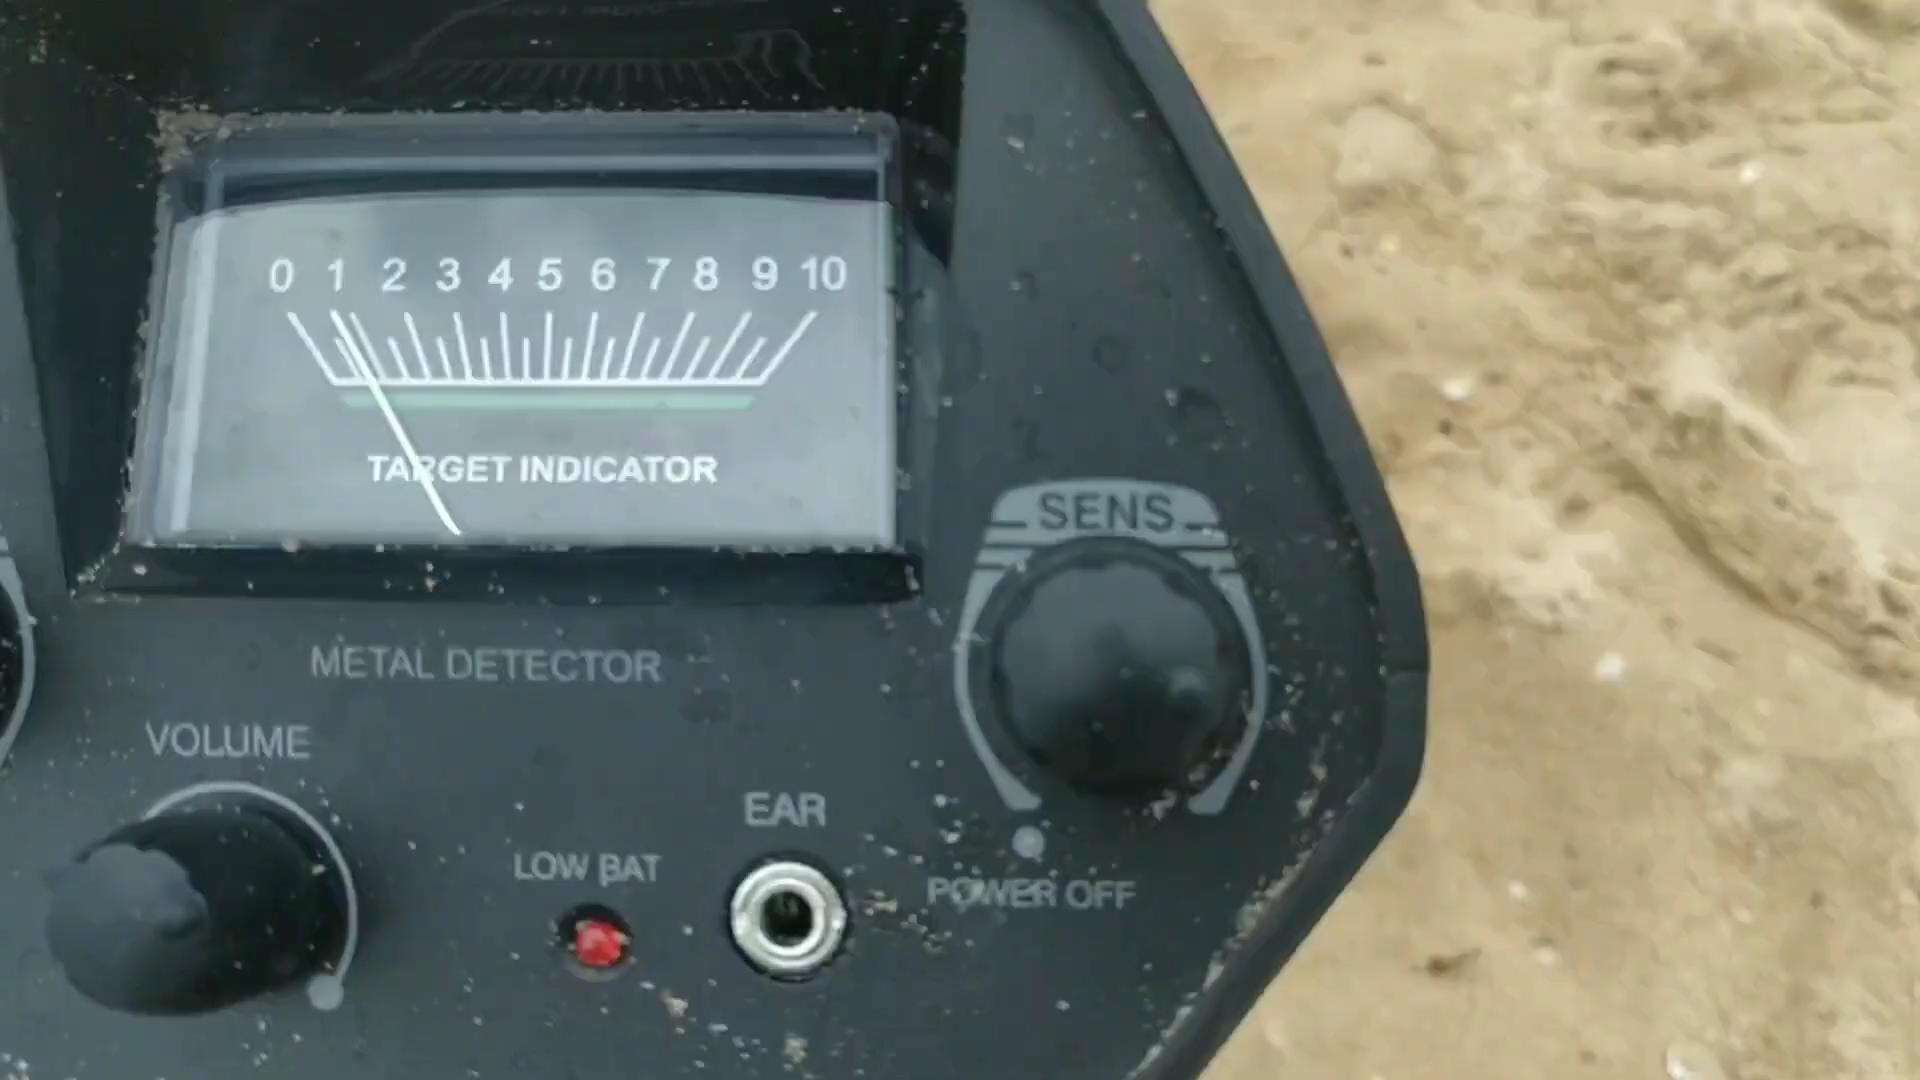 0 1 2 3 4 5 6 7 8 9 10
TARGET INDICATOR
SENS
METAL DETECTOR
VOLUME
EAR
LOW BAT
POWER OFF